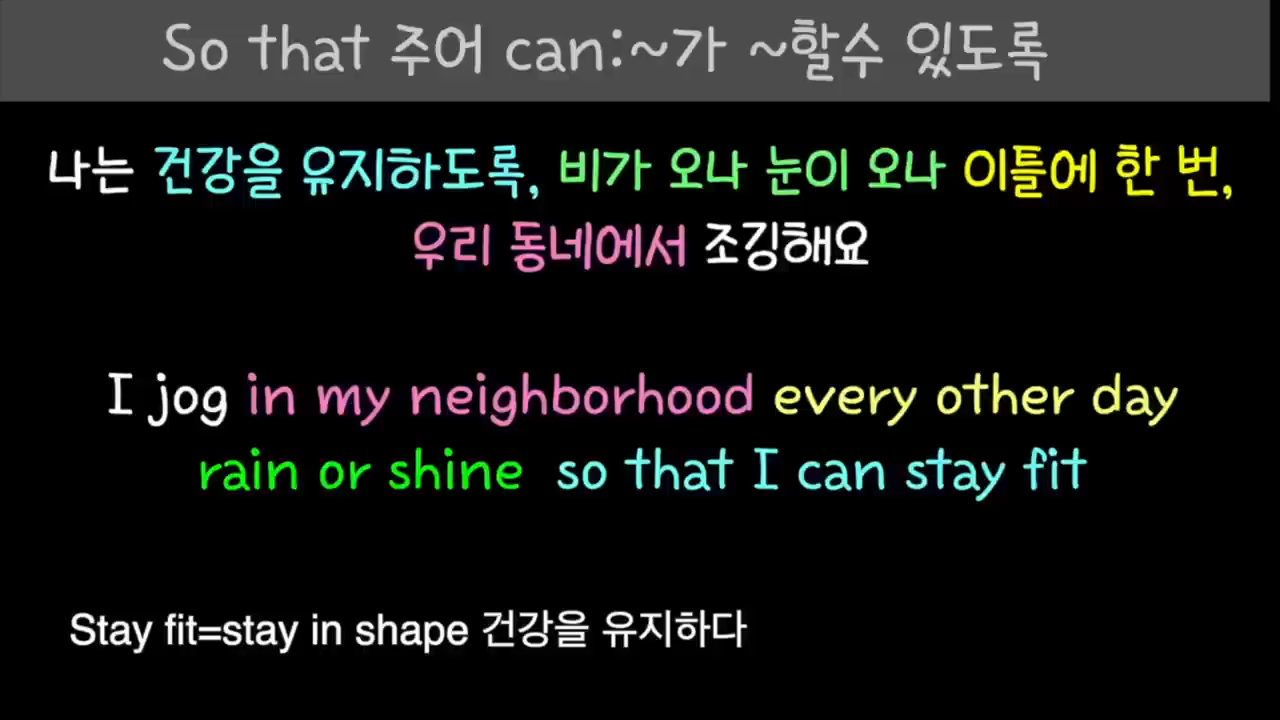 So that 주어 can:~가 ~할수 있도록
나는 건강을 유지하도록, 비가 오나 눈이 오나 이틀에 한 번,
우리 동네에서 조깅해요
I jog in my neighborhood every other day
rain or shine so that I can stay fit
Stay fit=stay in shape 건강을 유지하다